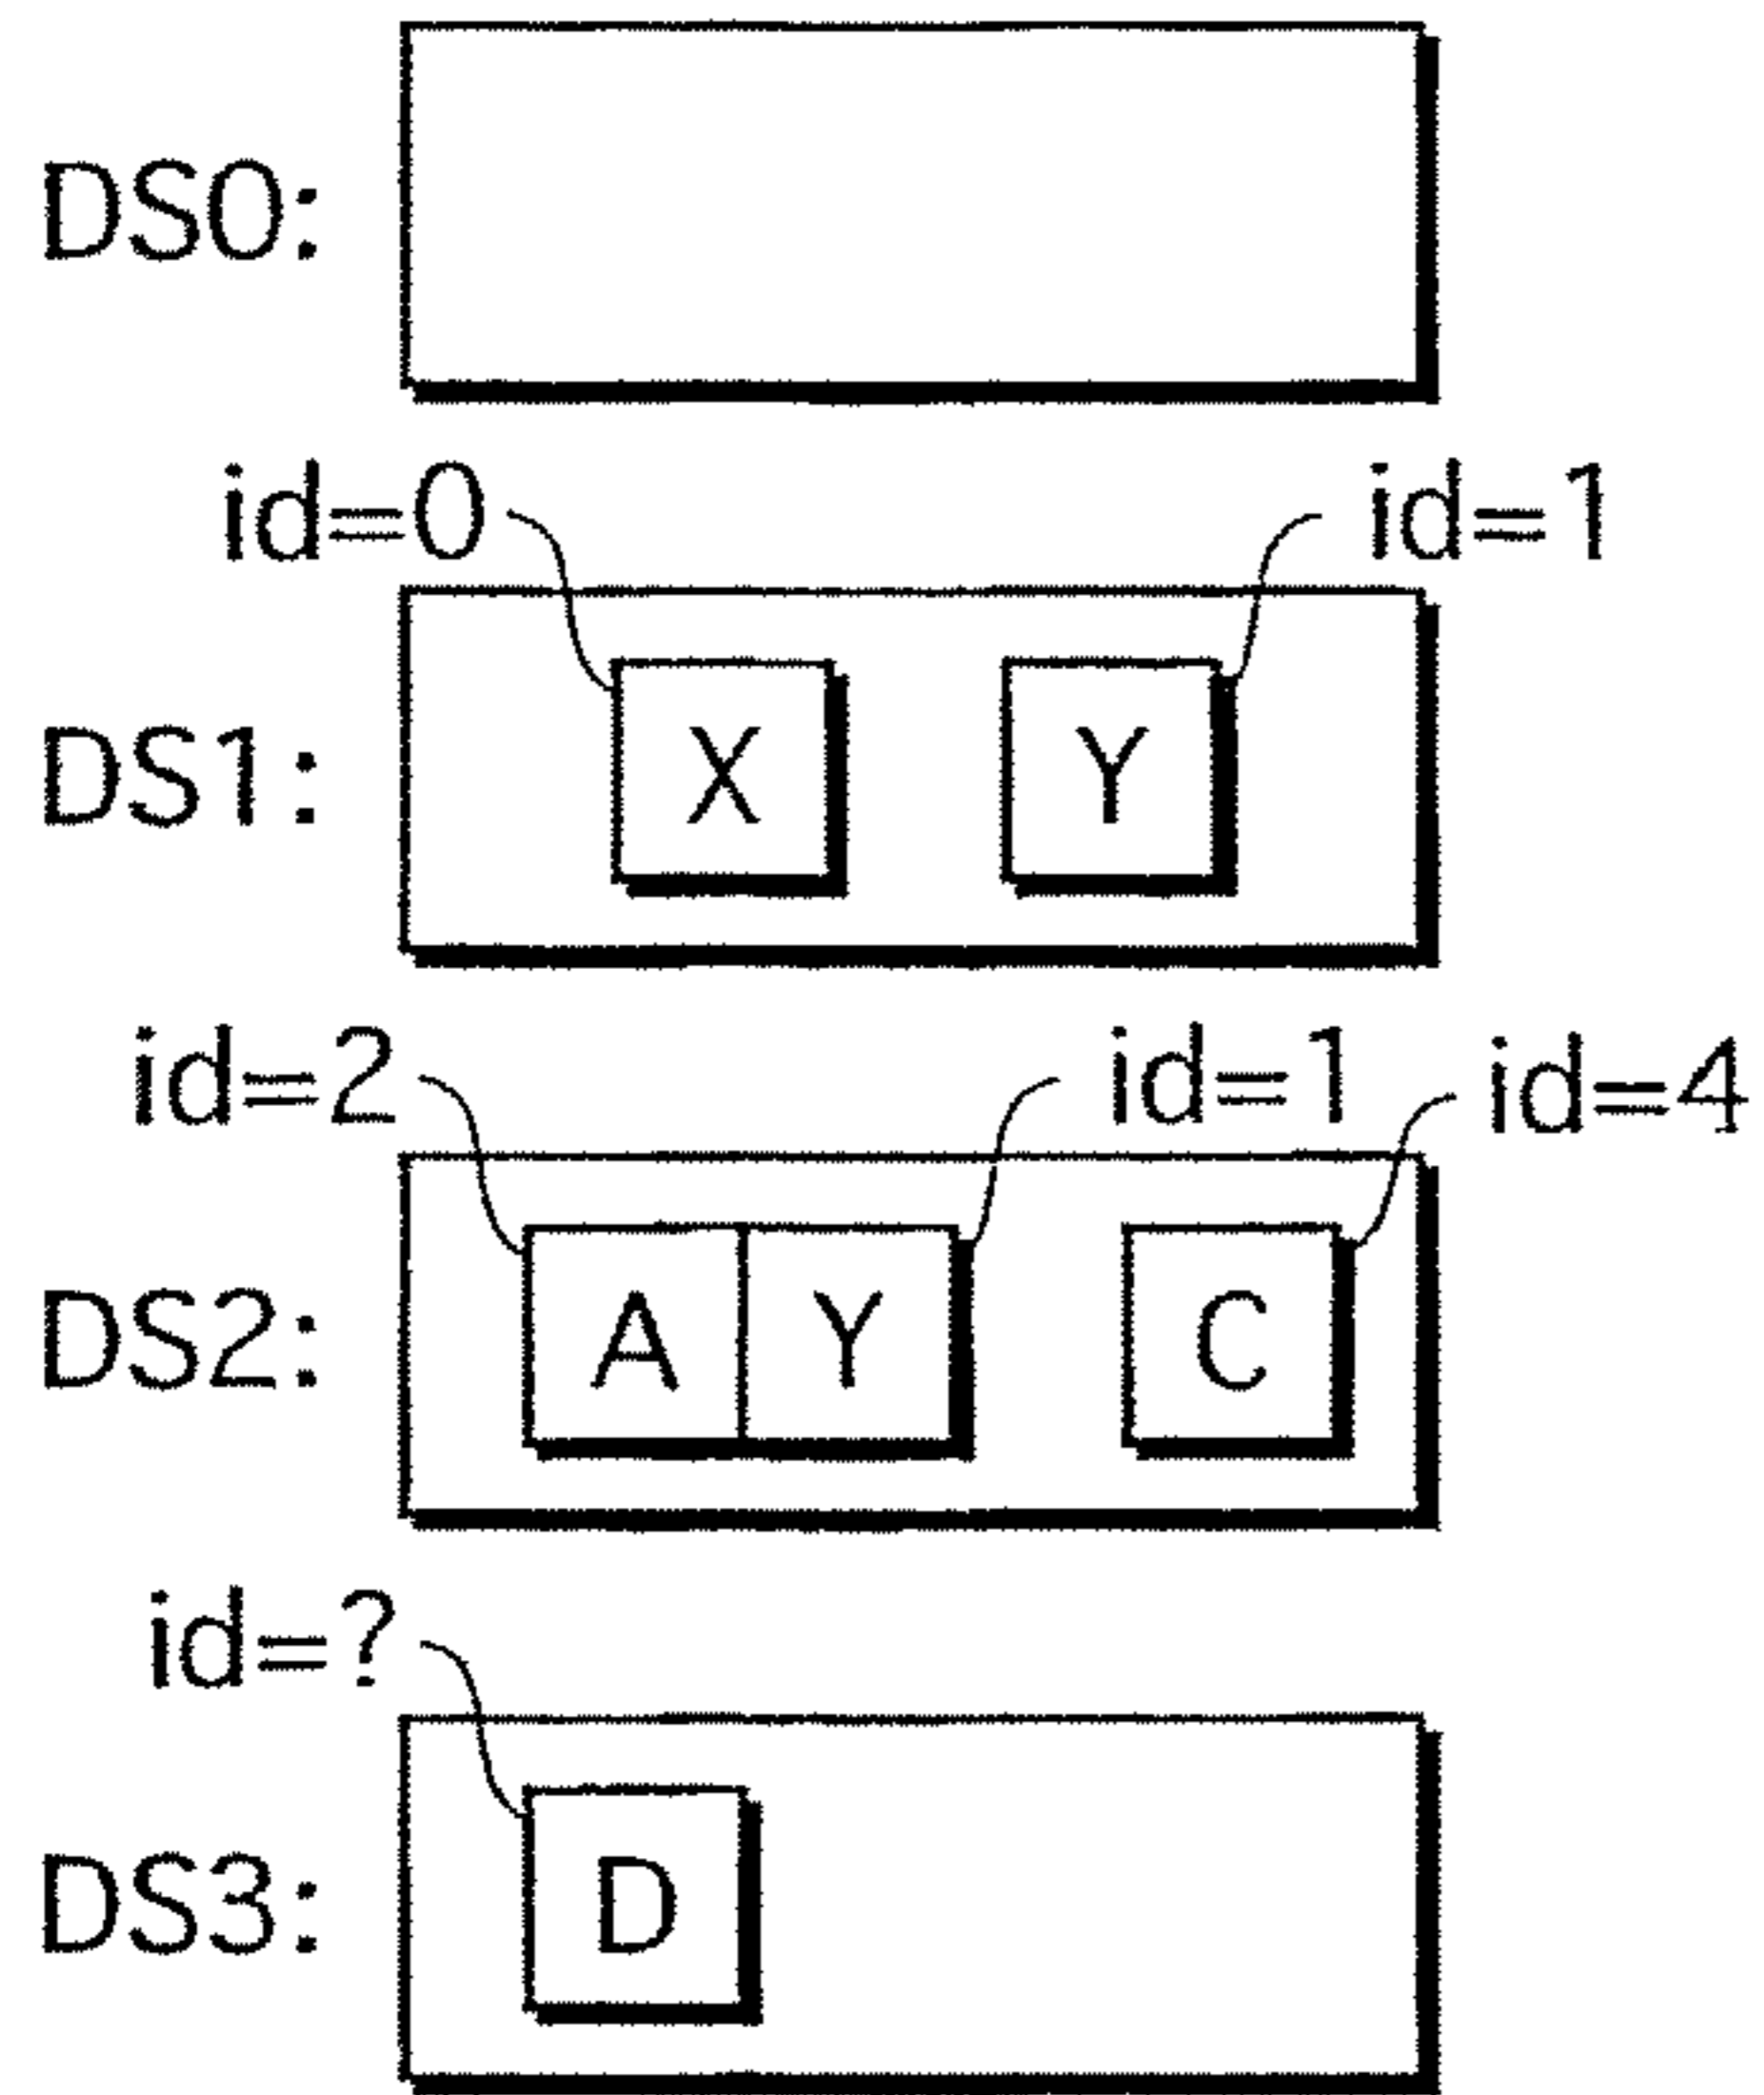 DS0:
id=0 id=1
DS1: X Y
id=2 id=1 id=4
DS2: A Y C
id=?
DS3: D